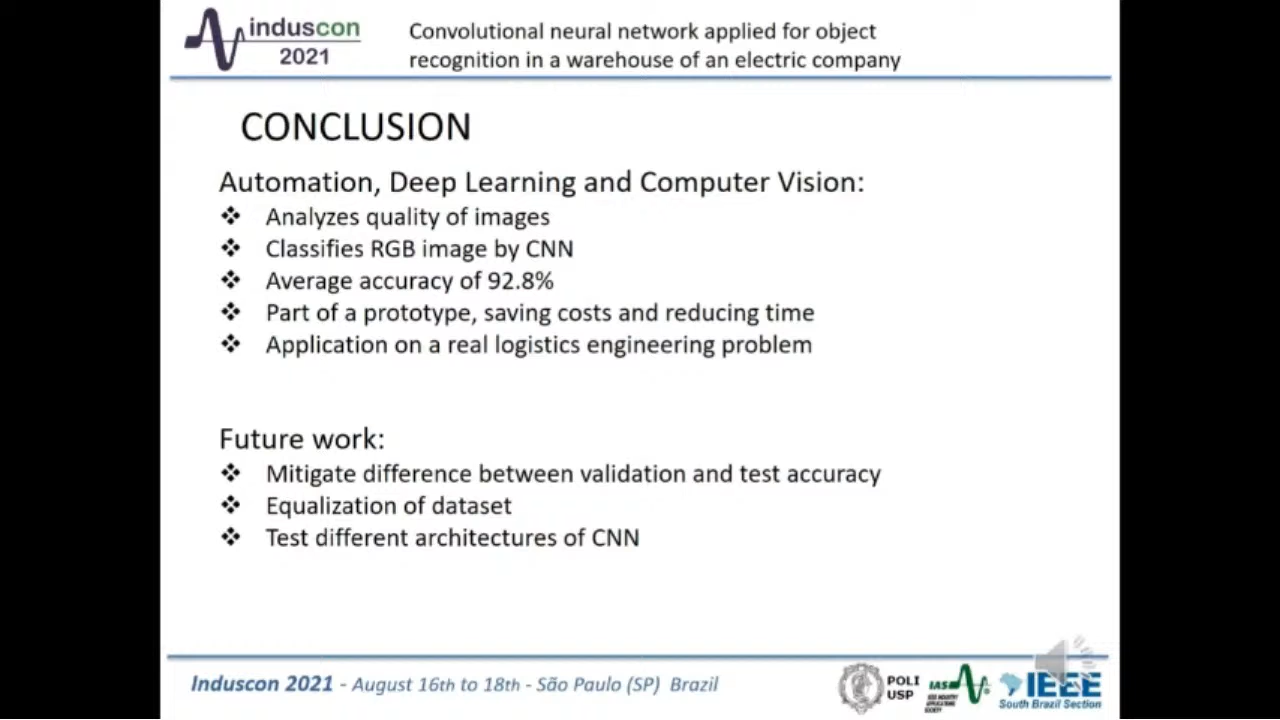 induscon
2021
Convolutional neural network applied for object
recognition in a warehouse of an electric company
CONCLUSION
Automation, Deep Learning and Computer Vision:
❖ Analyzes quality of images
❖ Classifies RGB image by CNN
❖ Average accuracy of 92.8%
❖ Part of a prototype, saving costs and reducing time
❖ Application on a real logistics engineering problem
Future work:
❖ Mitigate difference between validation and test accuracy
❖ Equalization of dataset
❖ Test different architectures of CNN
Induscon 2021 - August 16th to 18th - São Paulo (SP) Brazil
POLI
USP
IAS
IEEE INDUSTRY
APPLICATIONS
SOCIETY
IEEE
South Brazil Section